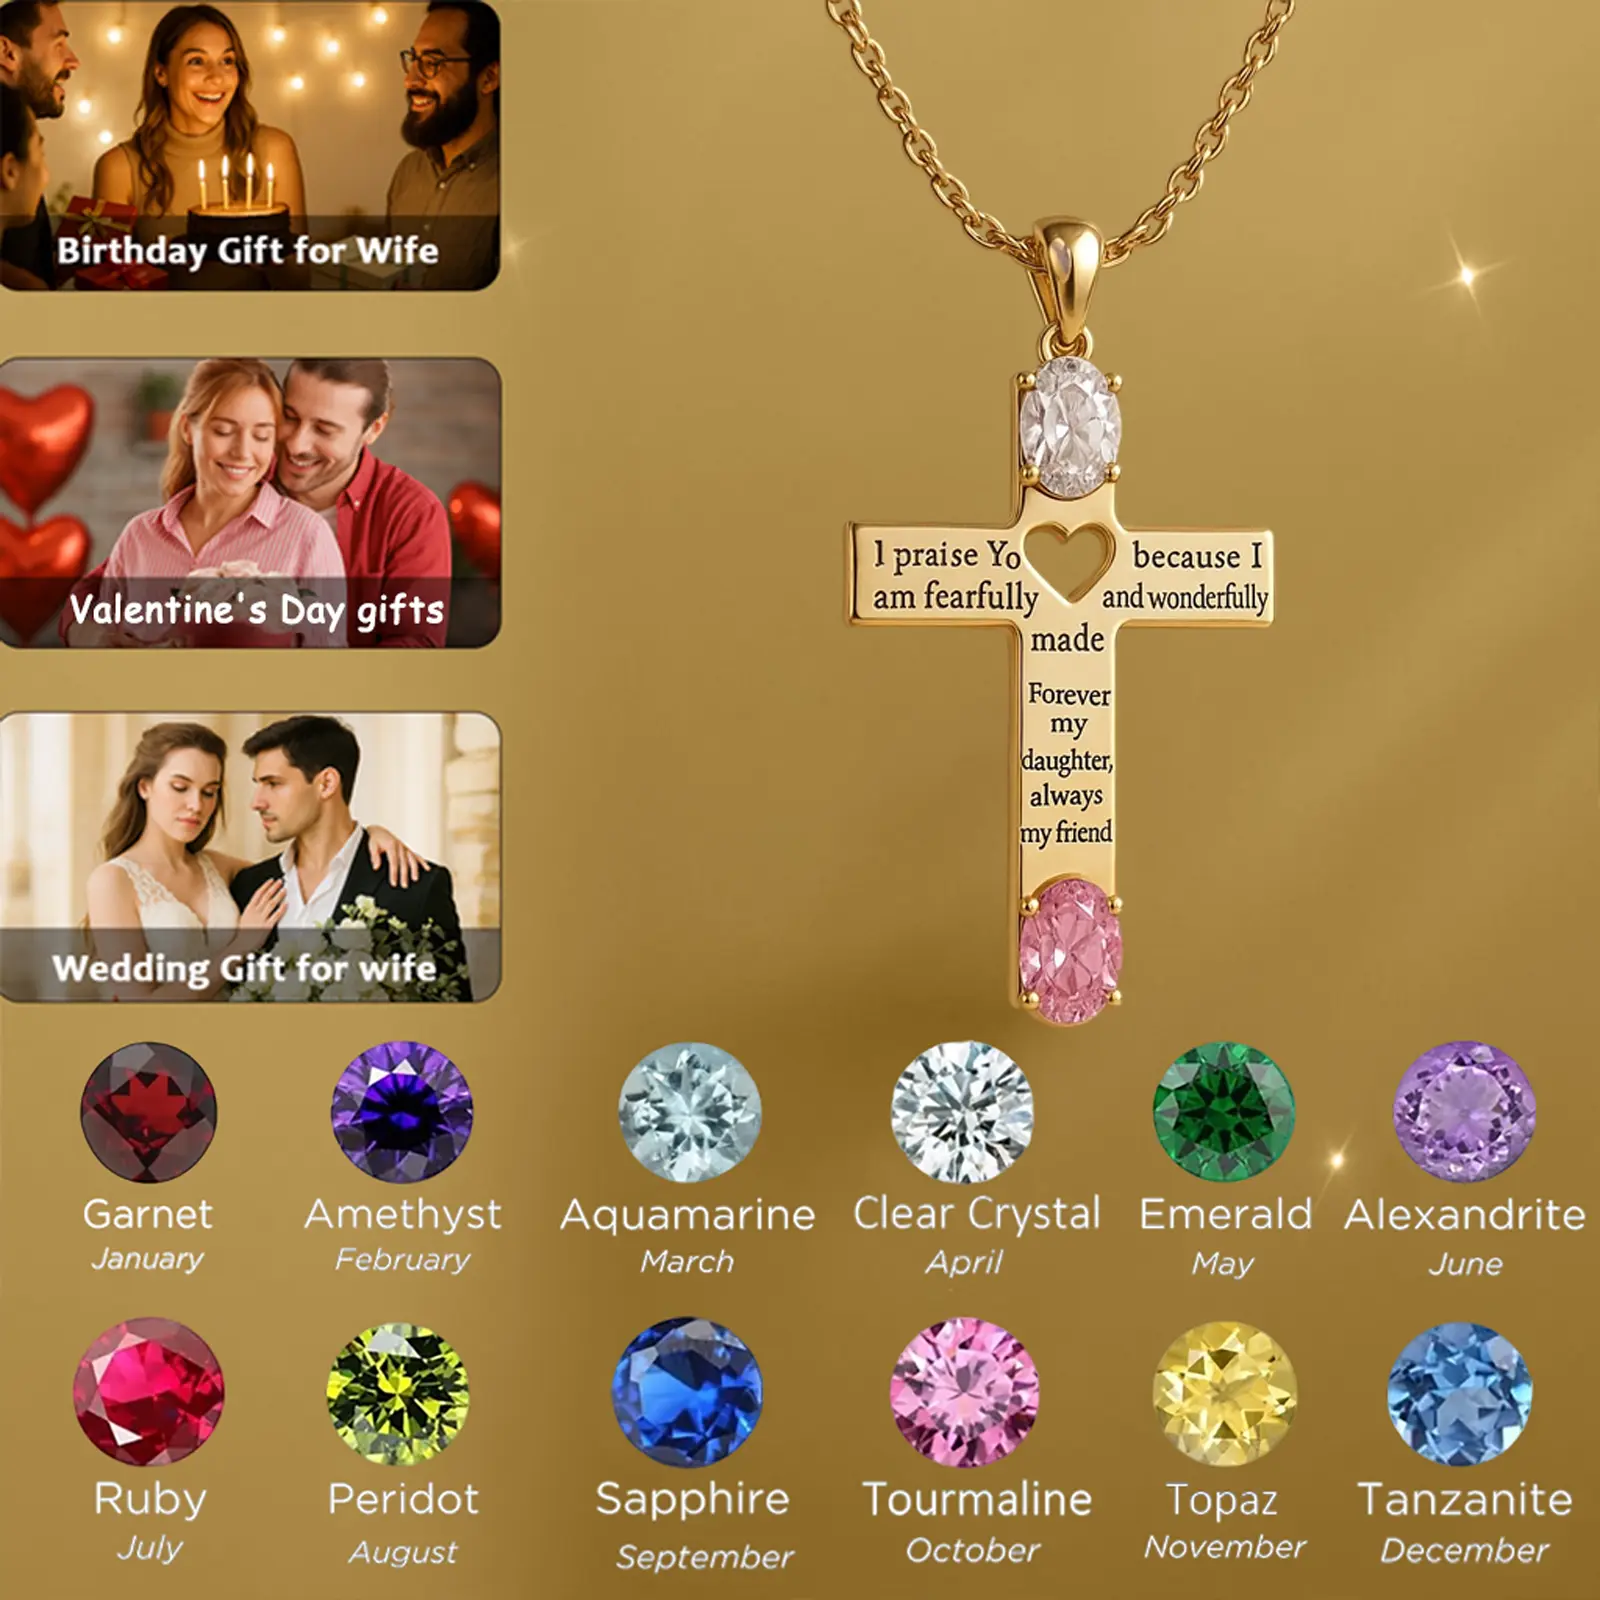 Birthday Gift for Wife
Valentine's Day gifts
Wedding Gift for wife
I praise Yo because I
am fearfully and wonderfully
made
Forever
my
daughter,
always
my friend
Garnet Amethyst Aquamarine Clear Crystal Emerald Alexandrite
January February March April May June
Ruby Peridot Sapphire Tourmaline Topaz Tanzanite
July August September October November December